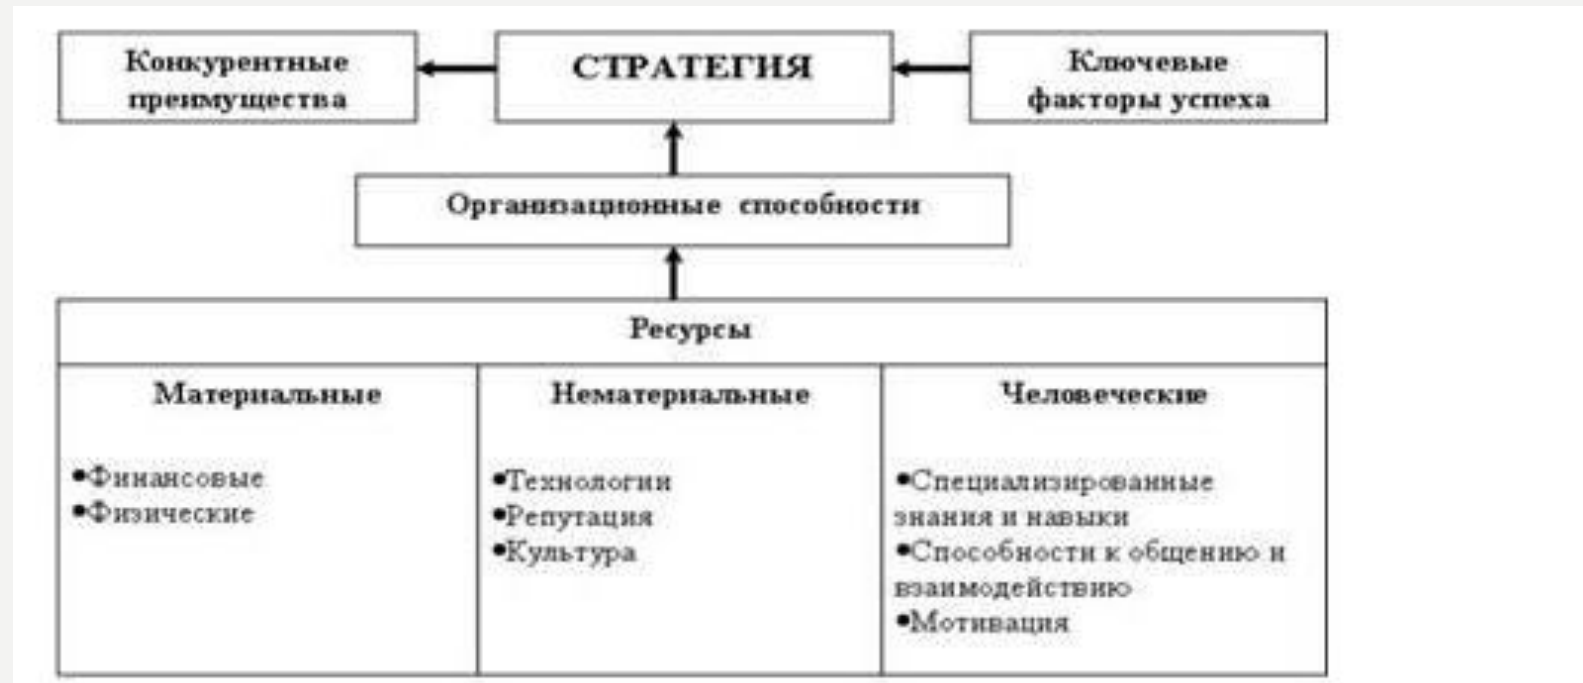 Конкурентные
преимущества
СТРАТЕГИЯ
Ключевые
факторы успеха
Организационные способности
Ресурсы
Материальные
•Финансовые
•Физические
Нематериальные
•Технологии
•Репутация
•Культура
Человеческие
•Специализированные
знания и навыки
•Способности к общению и
взаимодействию
•Мотивация